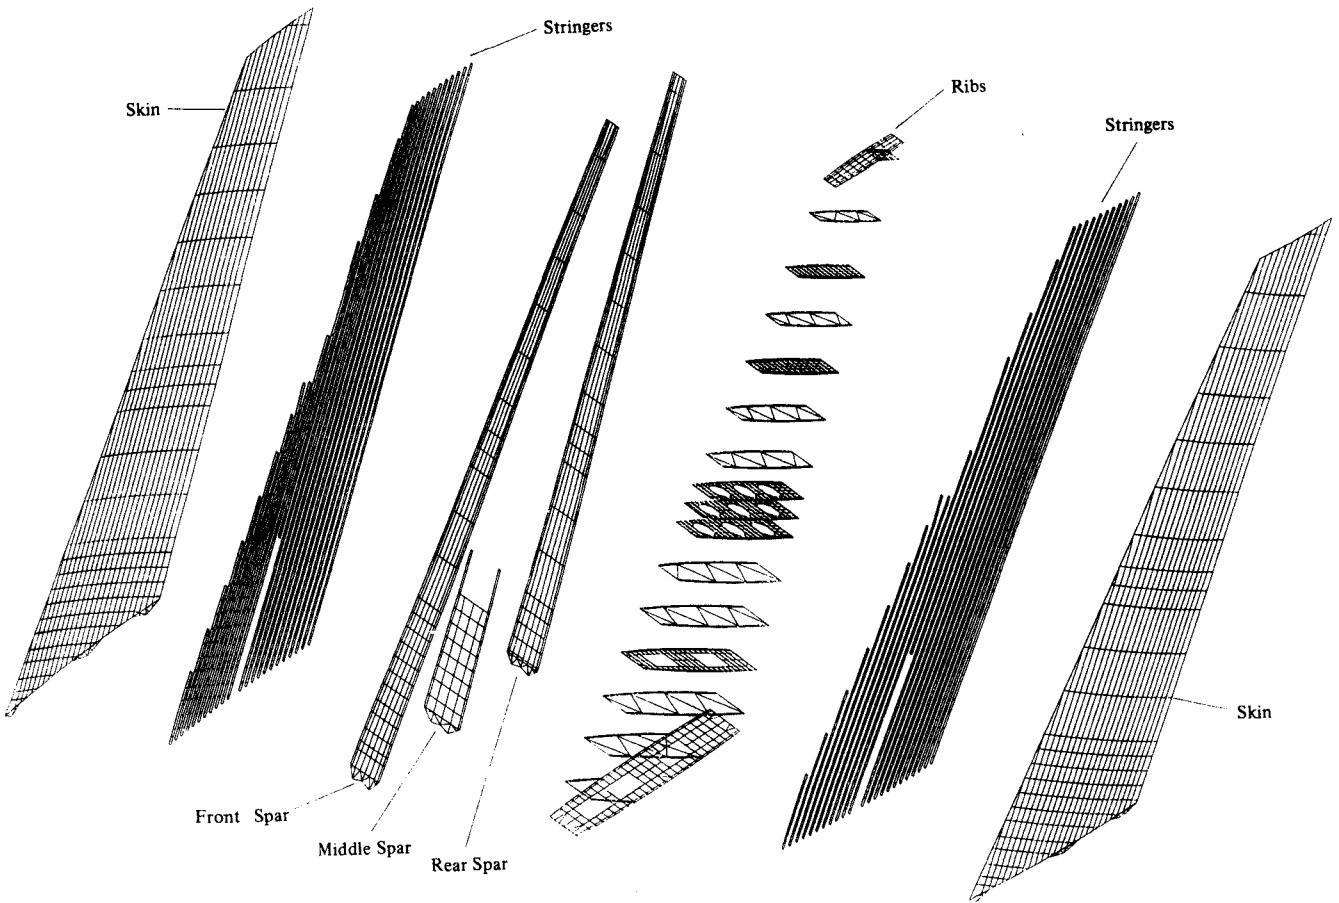 Stringers
Skin
Ribs
Stringers
Skin
Front Spar
Middle Spar
Rear Spar